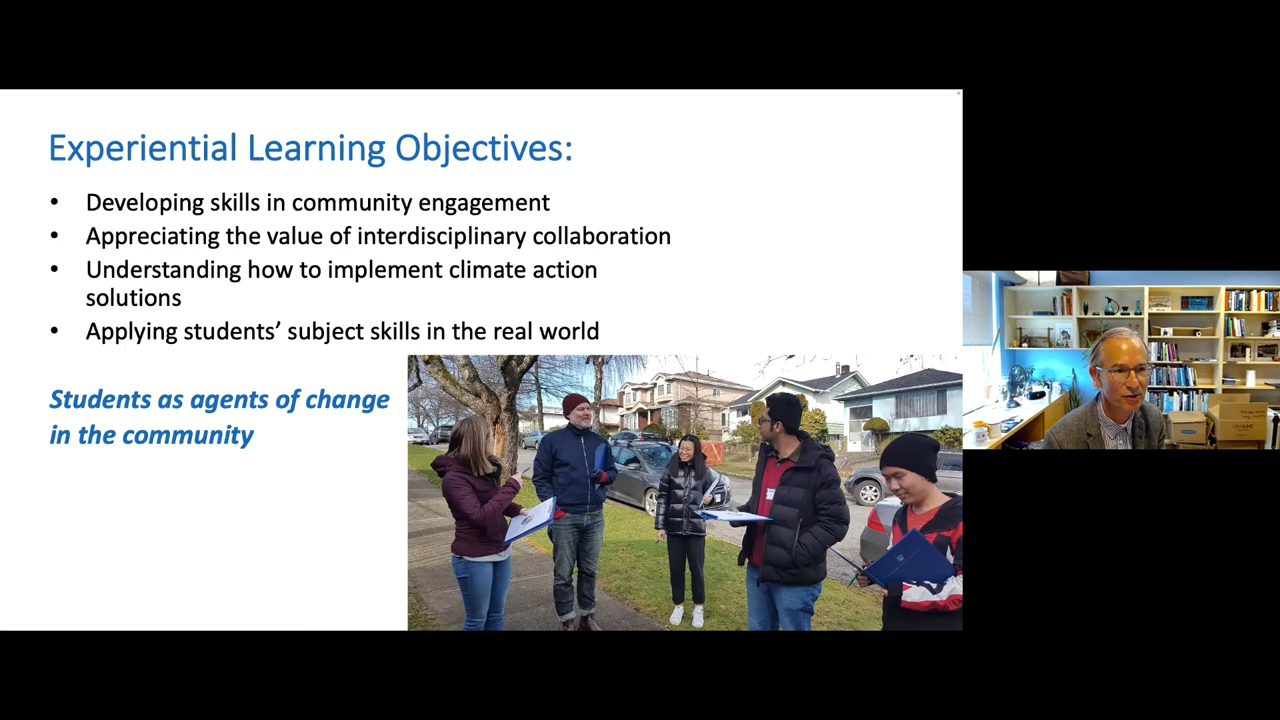 Experiential Learning Objectives:
• Developing skills in community engagement
• Appreciating the value of interdisciplinary collaboration
• Understanding how to implement climate action
solutions
• Applying students’ subject skills in the real world
Students as agents of change
in the community